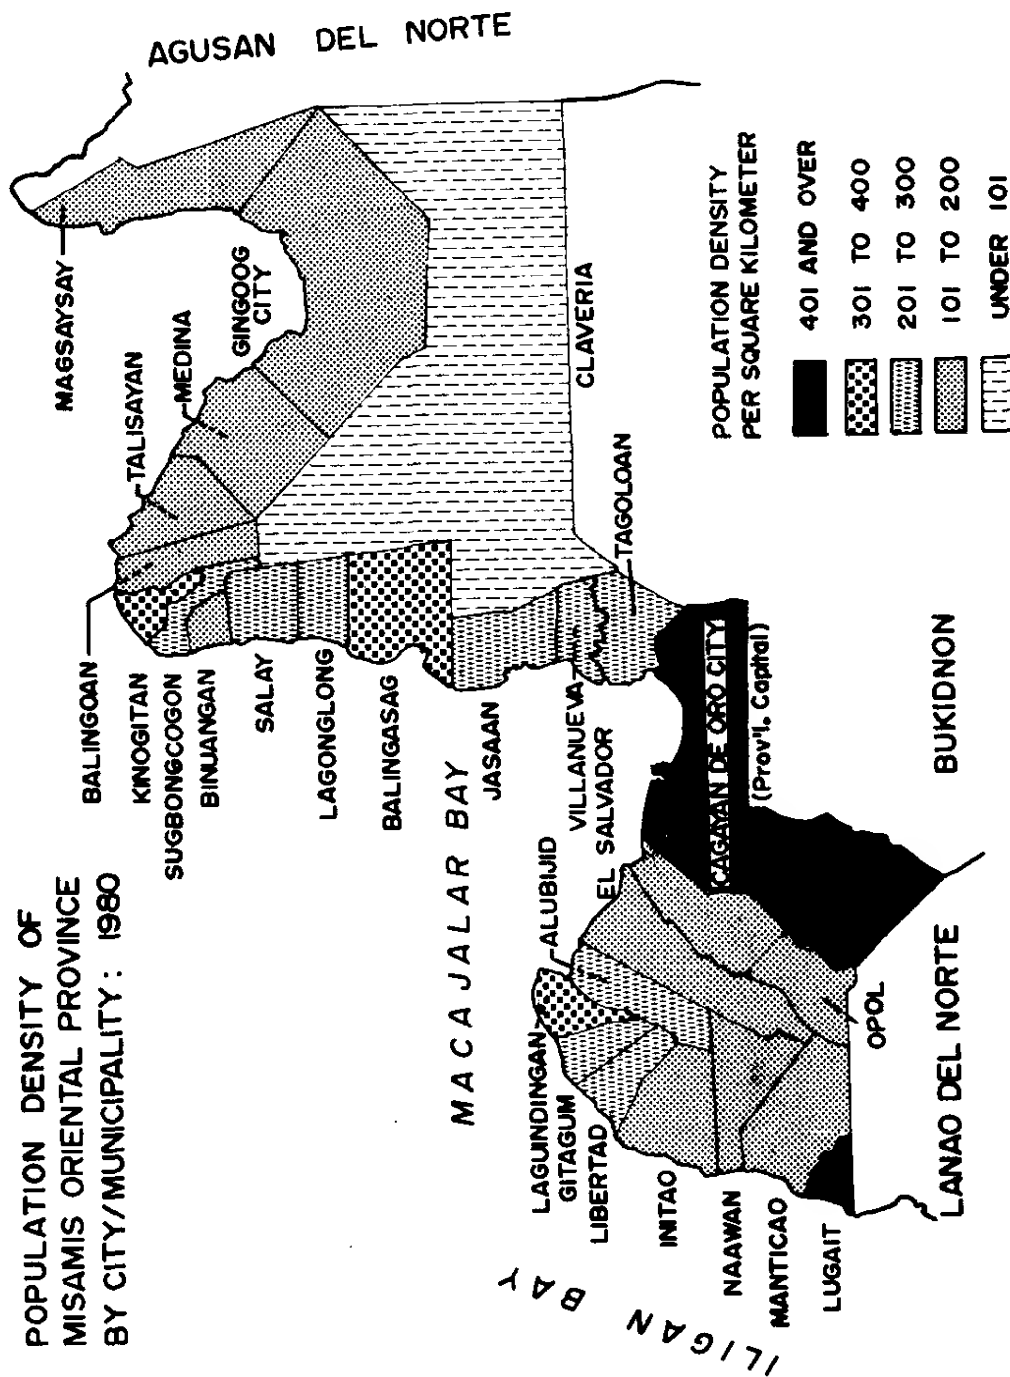 POPULATION DENSITY OF
MISAMIS ORIENTAL PROVINCE
BY CITY/MUNICIPALITY: 1980
AGUSAN DEL NORTE
MAGSAYSAY
TALISAYAN
MEDINA
GINGOOG
CITY
BALINGOAN
KINOGITAN
SUGBONGCOGON
BINUANGAN
SALAY
LAGONGLONG
BALINGASAG
JASAAN
VILLANUEVA
TAGOLOAN
CLAVERIA
MACAJALAR BAY
EL SALVADOR
ALUBIJID
LAGUINDINGAN
GITAGUM
LIBERTAD
INITAO
NAAWAN
MANTICAO
LUGAIT
OPOL
CAGAYAN DE ORO CITY
(Prov'l. Capital)
ILIGAN BAY
LANAO DEL NORTE
BUKIDNON
POPULATION DENSITY
PER SQUARE KILOMETER
401 AND OVER
301 TO 400
201 TO 300
101 TO 200
UNDER 101